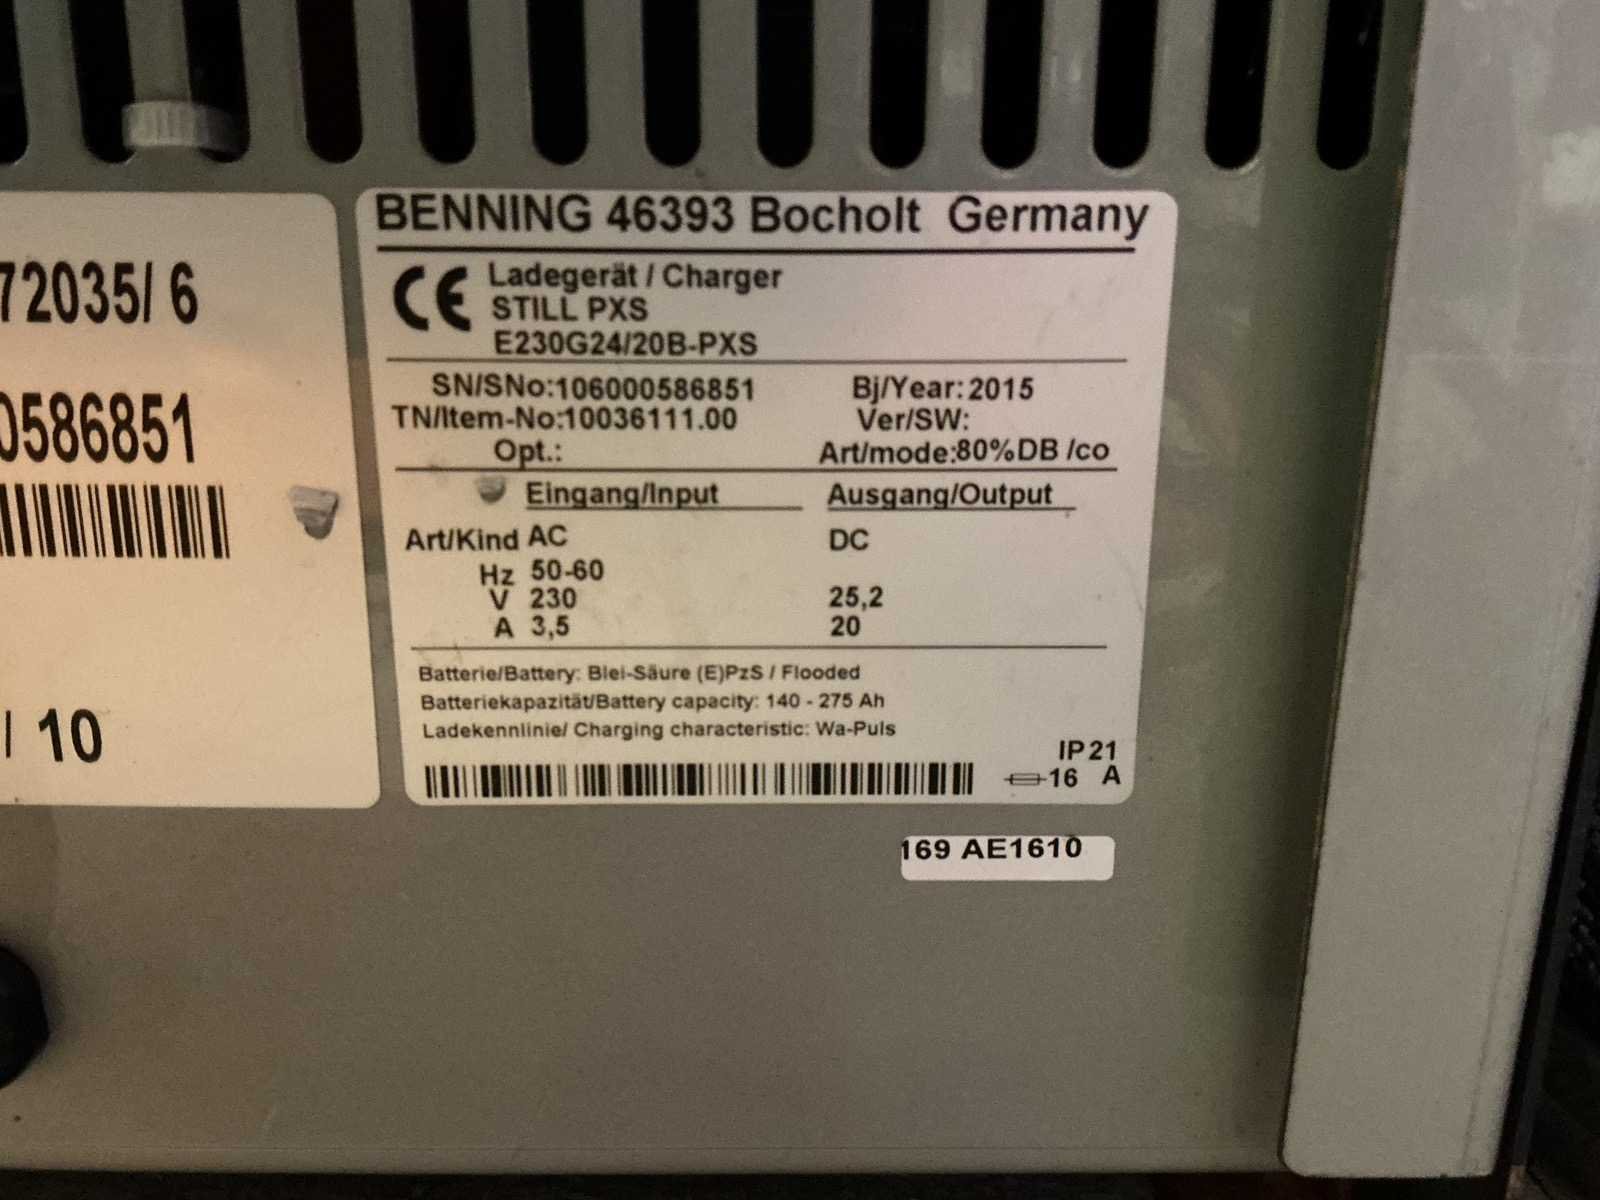 72035/ 6
0586851
/ 10
BENNING 46393 Bocholt Germany
CE Ladegerät / Charger
STILL PXS
E230G24/20B-PXS
SN/SNo:106000586851 Bj/Year: 2015
TN/Item-No:10036111.00 Ver/SW:
Opt.: Art/mode:80%DB /co
Eingang/Input Ausgang/Output
Art/Kind AC DC
Hz 50-60
V 230 25,2
A 3,5 20
Batterie/Battery: Blei-Säure (E)PzS / Flooded
Batteriekapazität/Battery capacity: 140 - 275 Ah
Ladekennlinie/ Charging characteristic: Wa-Puls
IP 21
16 A
169 AE1610